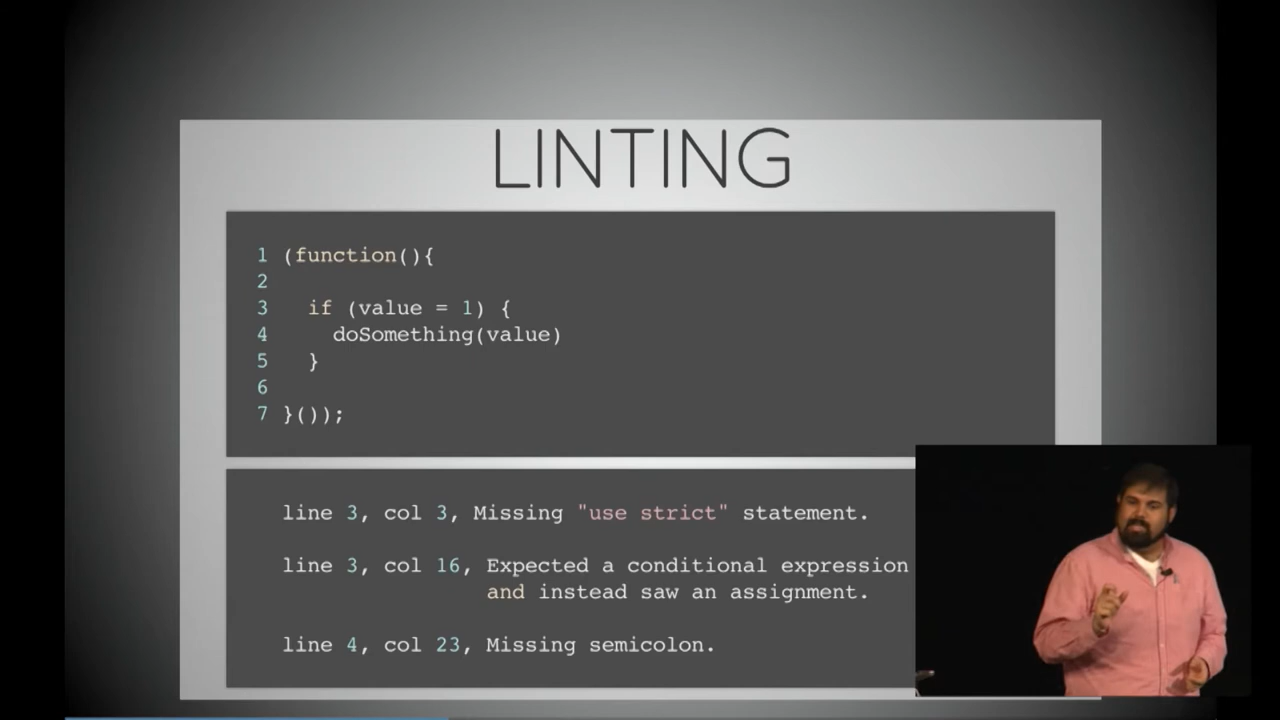 LINTING
1 (function(){
2
3   if (value = 1) {
4     doSomething(value)
5   }
6
7 }());
line 3, col 3, Missing "use strict" statement.
line 3, col 16, Expected a conditional expression
and instead saw an assignment.
line 4, col 23, Missing semicolon.